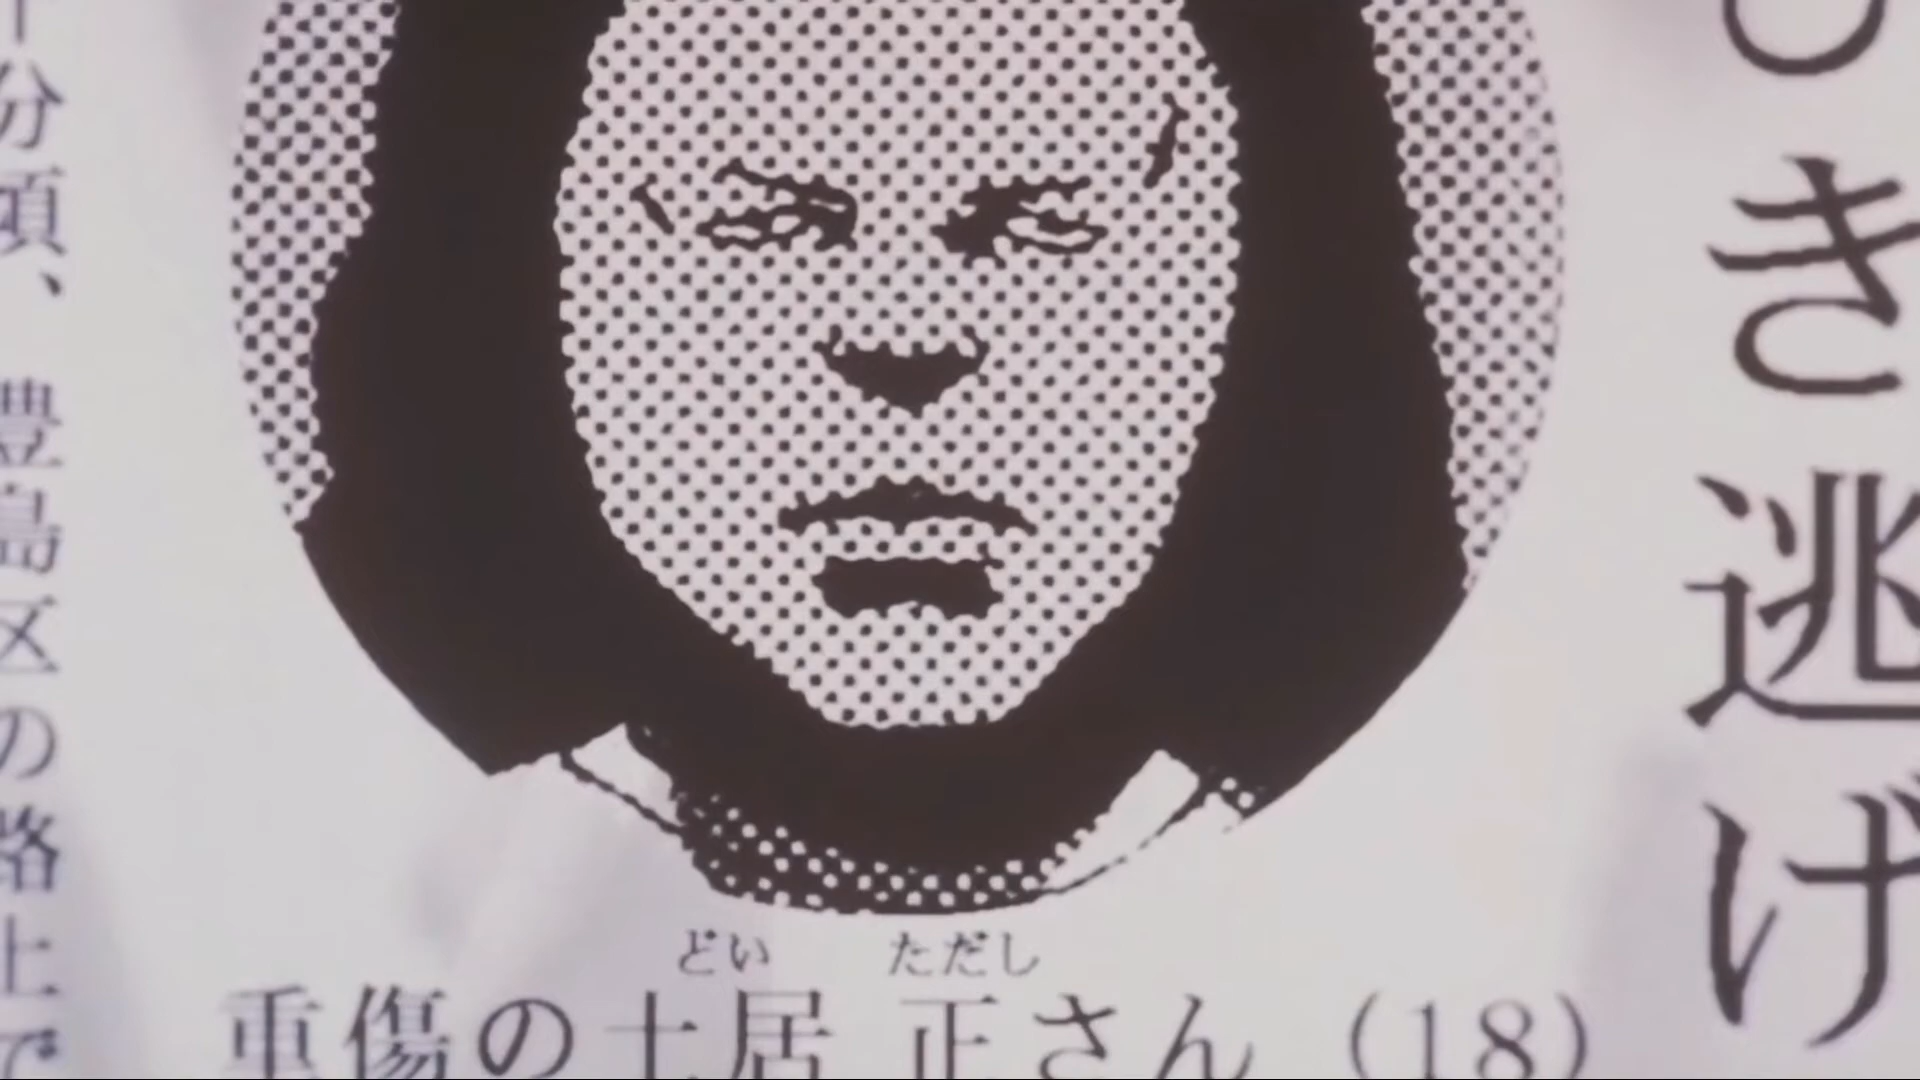 き逃げ
どい ただし
重傷の土居 正さん（18）
分頃、豊島区の路上で